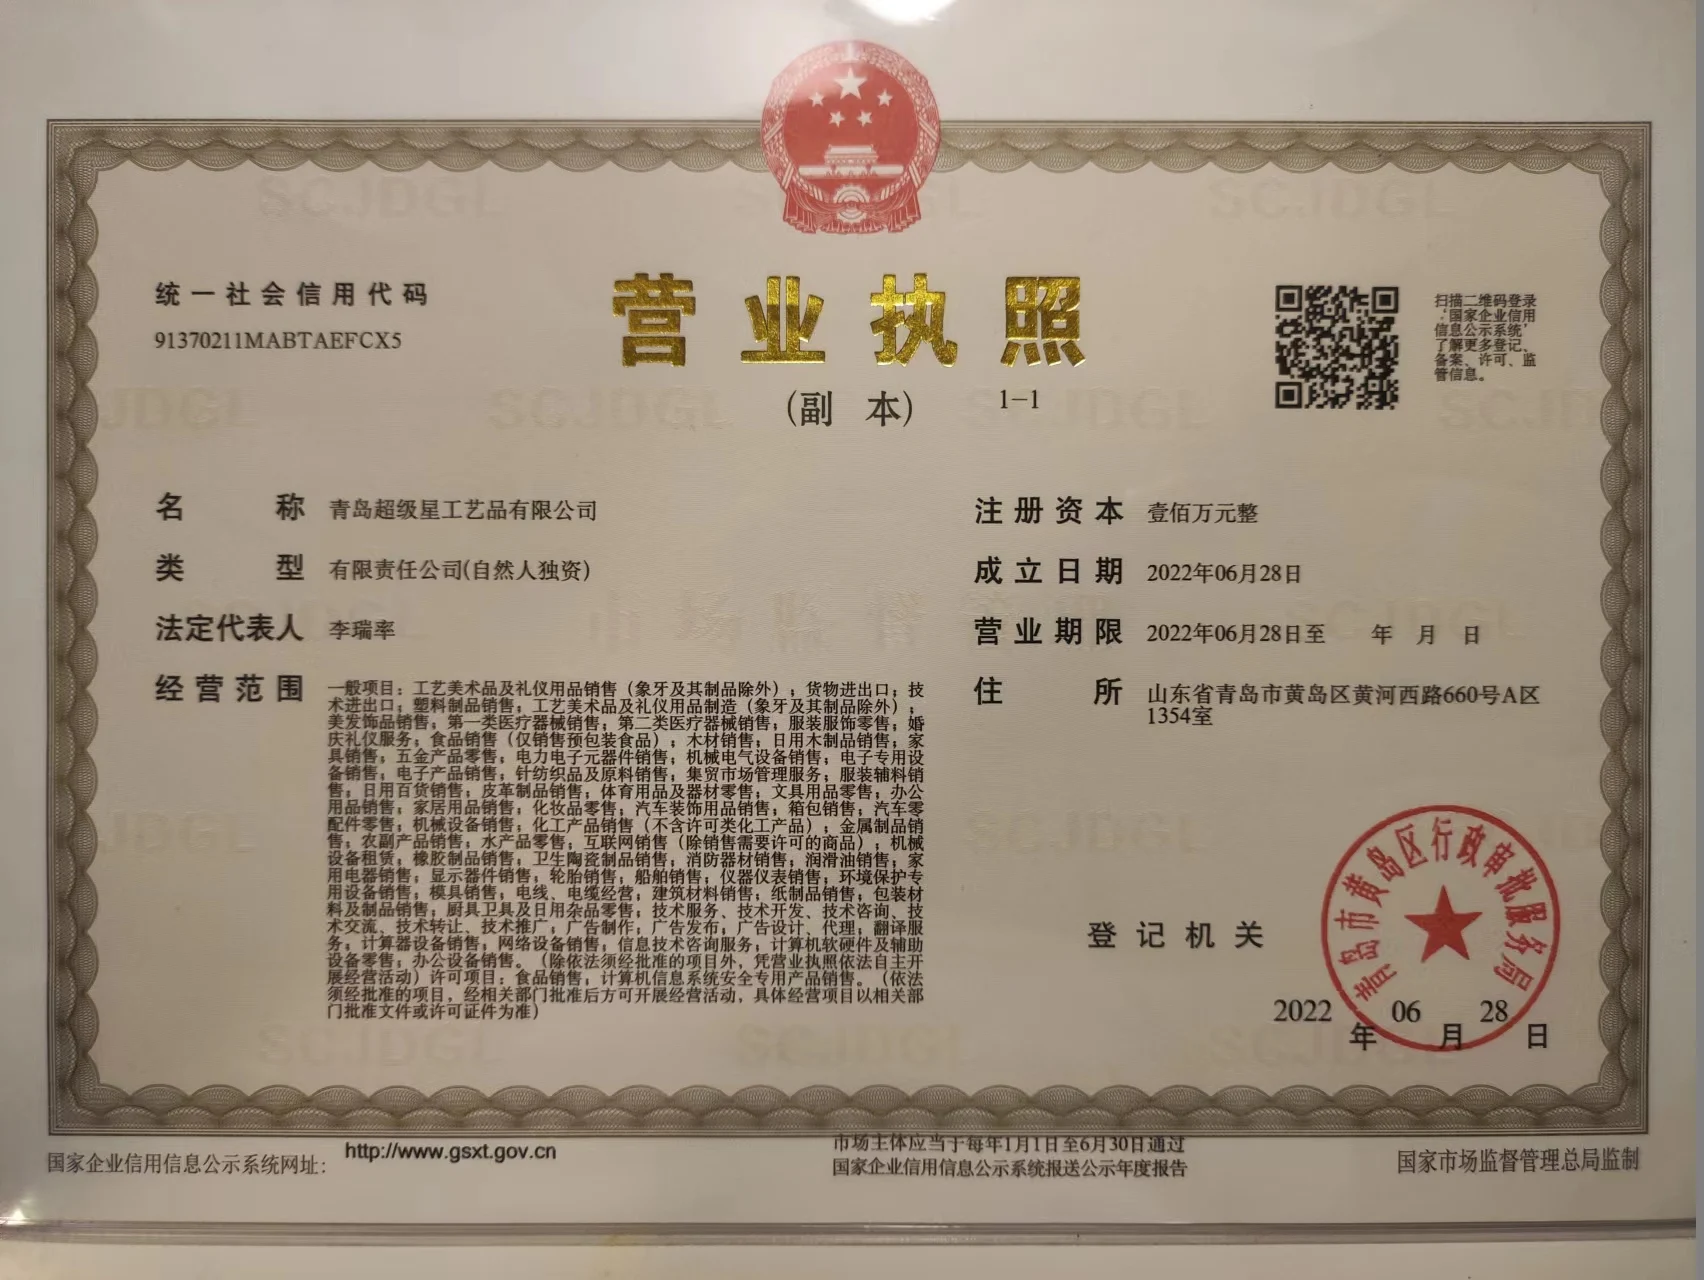 统一社会信用代码
91370211MABTAEFCX5
营业执照
(副 本) 1-1
扫描二维码登录
'国家企业信用
信息公示系统'
了解更多登记、
备案、许可、监
管信息。
名 称 青岛超级星工艺品有限公司
类 型 有限责任公司(自然人独资)
法定代表人 李瑞率
经营范围 一般项目：工艺美术品及礼仪用品销售（象牙及其制品除外）；货物进出口；技
术进出口；塑料制品销售；工艺美术品及礼仪用品制造（象牙及其制品除外）；
美发饰品销售；第一类医疗器械销售；第二类医疗器械销售；服装服饰零售；婚
庆礼仪服务；食品销售（仅销售预包装食品）；木材销售；日用木制品销售；家
具销售；五金产品零售；电力电子元器件销售；机械电气设备销售；电子专用设
备销售；电子产品销售；针纺织品及原料销售；集贸市场管理服务；服装辅料销
售；日用百货销售；皮革制品销售；体育用品及器材零售；文具用品零售；办公
用品销售；家居用品销售；化妆品零售；汽车装饰用品销售；箱包销售；汽车零
配件零售；机械设备销售；化工产品销售（不含许可类化工产品）；金属制品销
售；农副产品销售；水产品零售；互联网销售（除销售需要许可的商品）；机械
设备租赁；橡胶制品销售；卫生陶瓷制品销售；消防器材销售；润滑油销售；家
用电器销售；显示器件销售；轮胎销售；船舶销售；仪器仪表销售；环境保护专
用设备销售；模具销售；电线、电缆经营；建筑材料销售；纸制品销售；包装材
料及制品销售；厨具卫具及日用杂品零售；技术服务、技术开发、技术咨询、技
术交流、技术转让、技术推广；广告制作；广告发布；广告设计、代理；翻译服
务；计算器设备销售；网络设备销售；信息技术咨询服务；计算机软硬件及辅助
设备零售；办公设备销售。（除依法须经批准的项目外，凭营业执照依法自主开
展经营活动）许可项目：食品销售；计算机信息系统安全专用产品销售。（依法
须经批准的项目，经相关部门批准后方可开展经营活动，具体经营项目以相关部
门批准文件或许可证件为准）
注册资本 壹佰万元整
成立日期 2022年06月28日
营业期限 2022年06月28日至 年 月 日
住 所 山东省青岛市黄岛区黄河西路660号A区
1354室
登记机关
青岛市黄岛区行政审批服务局
2022 年 06 月 28 日
国家企业信用信息公示系统网址: http://www.gsxt.gov.cn
市场主体应当于每年1月1日至6月30日通过
国家企业信用信息公示系统报送公示年度报告
国家市场监督管理总局监制